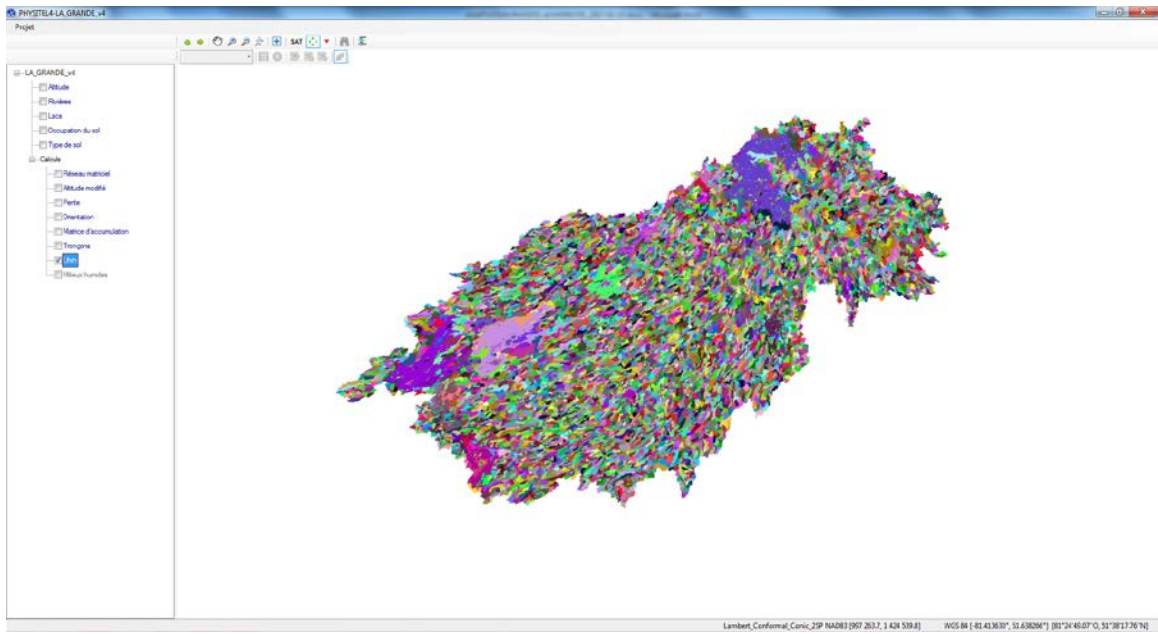 PHYSITEL4-LA_GRANDE_v4
Projet
SAT
LA_GRANDE_v4
Altitude
Rivières
Lacs
Occupation du sol
Type de sol
Calculs
Réseau matriciel
Altitude modifié
Pente
Orientation
Matrice d'accumulation
Tronçons
Uhrh
Milieux humides
Lambert_Conformal_Conic_2SP NAD83 [997 263.7, 1 424 539.8] WGS 84 [-81.413630°, 51.638266°] [81°24'49.07"O, 51°38'17.76"N]